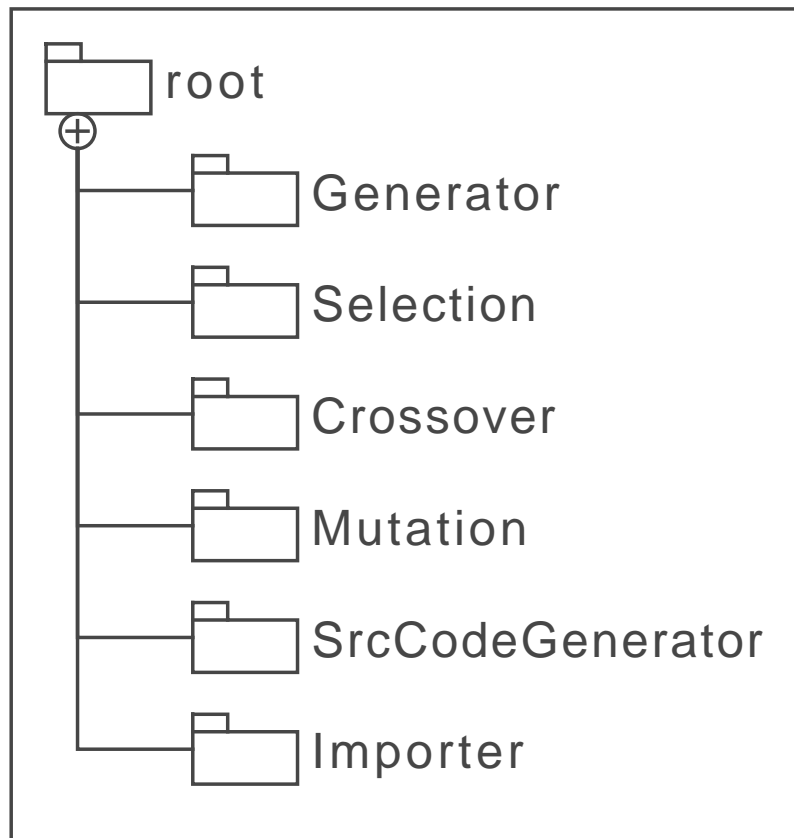 root
Generator
Selection
Crossover
Mutation
SrcCodeGenerator
Importer